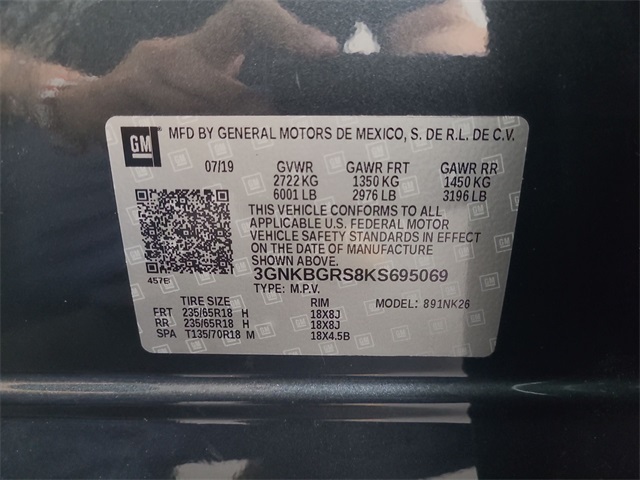 GM
MFD BY GENERAL MOTORS DE MEXICO, S. DE R.L. DE C.V.
07/19 GVWR GAWR FRT GAWR RR
2722 KG 1350 KG 1450 KG
6001 LB 2976 LB 3196 LB
THIS VEHICLE CONFORMS TO ALL
APPLICABLE U.S. FEDERAL MOTOR
VEHICLE SAFETY STANDARDS IN EFFECT
ON THE DATE OF MANUFACTURE
SHOWN ABOVE.
3GNKBGRS8KS695069
457B TYPE: M.P.V.
TIRE SIZE RIM MODEL: 891NK26
FRT 235/65R18 H 18X8J
RR 235/65R18 H 18X8J
SPA T135/70R18 M 18X4.5B